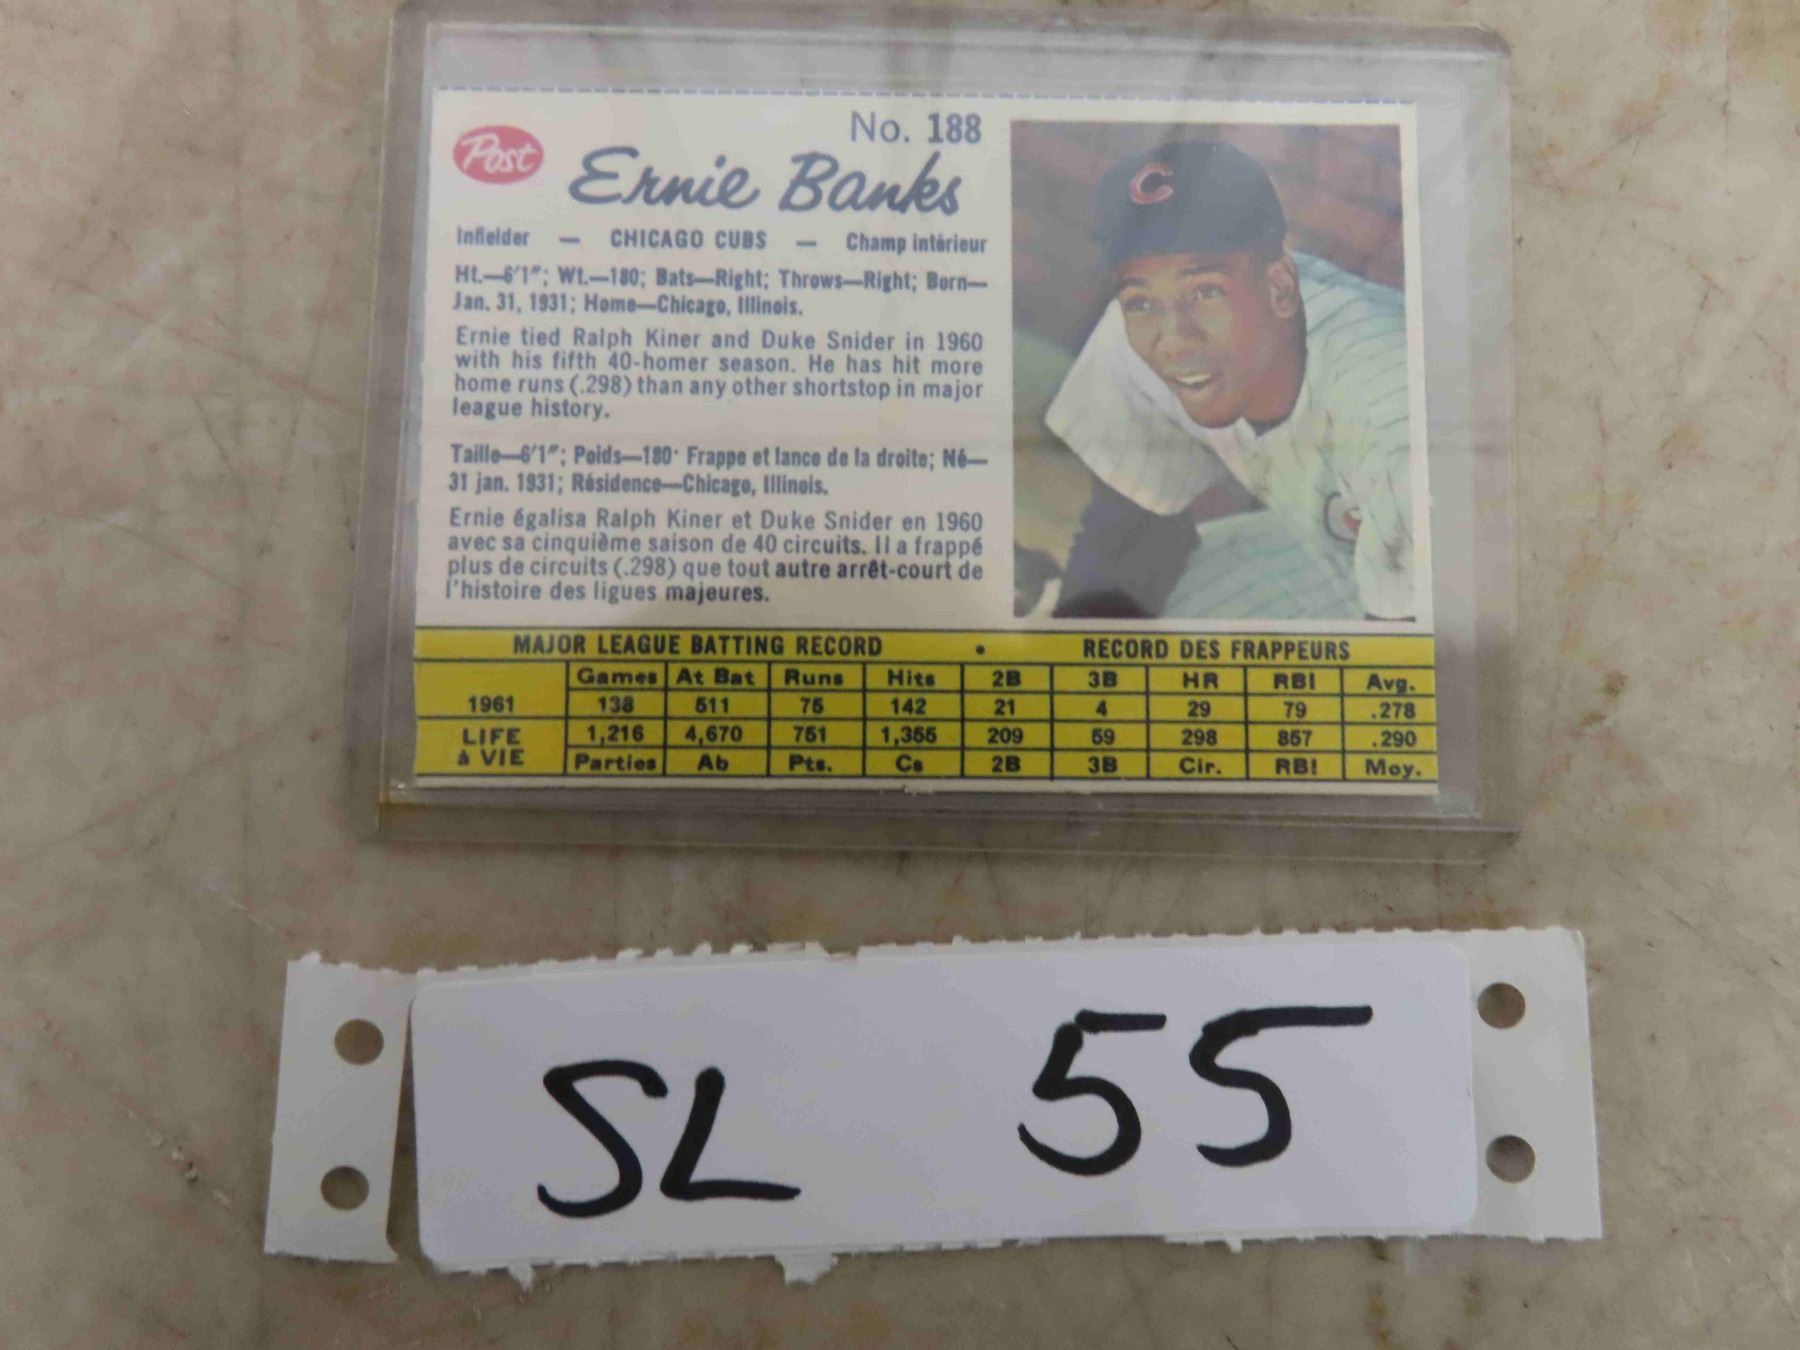 Post
No. 188
Ernie Banks
Infielder — CHICAGO CUBS — Champ intérieur
Ht.—6'1"; Wt.—180; Bats—Right; Throws—Right; Born—
Jan. 31, 1931; Home—Chicago, Illinois.
Ernie tied Ralph Kiner and Duke Snider in 1960
with his fifth 40-homer season. He has hit more
home runs (.298) than any other shortstop in major
league history.
Taille—6'1"; Poids—180· Frappe et lance de la droite; Né—
31 jan. 1931; Résidence—Chicago, Illinois.
Ernie égalisa Ralph Kiner et Duke Snider en 1960
avec sa cinquième saison de 40 circuits. Il a frappé
plus de circuits (.298) que tout autre arrêt-court de
l'histoire des ligues majeures.
MAJOR LEAGUE BATTING RECORD • RECORD DES FRAPPEURS
Games At Bat Runs Hits 2B 3B HR RBI Avg.
1961 138 511 75 142 21 4 29 79 .278
LIFE à VIE 1,216 4,670 751 1,355 209 59 298 857 .290
Parties Ab Pts. Cs 2B 3B Cir. RBI Moy.
C
C
SL 55